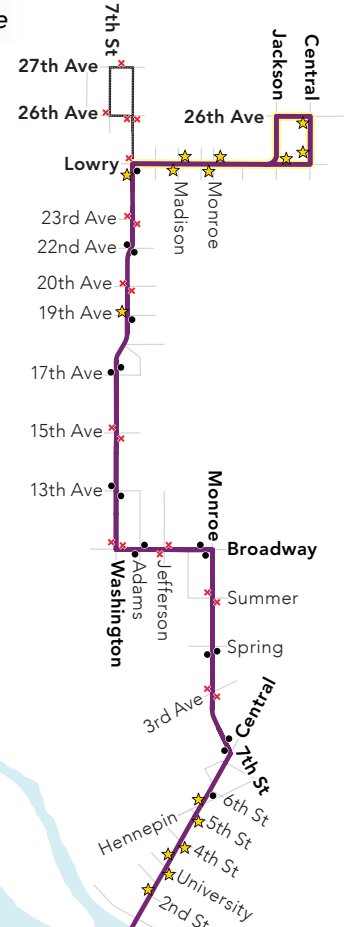 e
7th St
27th Ave
Jackson
Central
26th Ave
26th Ave
Lowry
Madison
Monroe
23rd Ave
22nd Ave
20th Ave
19th Ave
17th Ave
15th Ave
13th Ave
Monroe
Broadway
Washington
Adams
Jefferson
Summer
Spring
3rd Ave
Central
7th St
6th St
Hennepin
5th St
4th St
University
2nd St